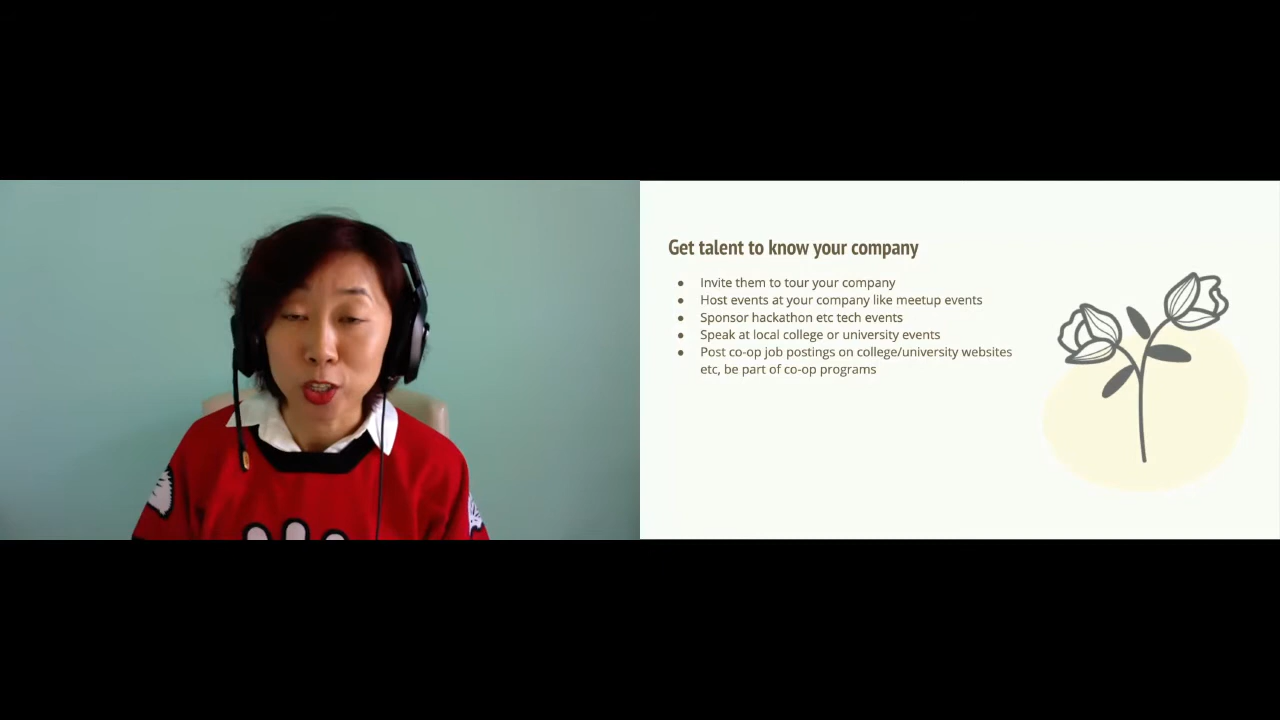 Get talent to know your company
● Invite them to tour your company
● Host events at your company like meetup events
● Sponsor hackathon etc tech events
● Speak at local college or university events
● Post co-op job postings on college/university websites
etc, be part of co-op programs